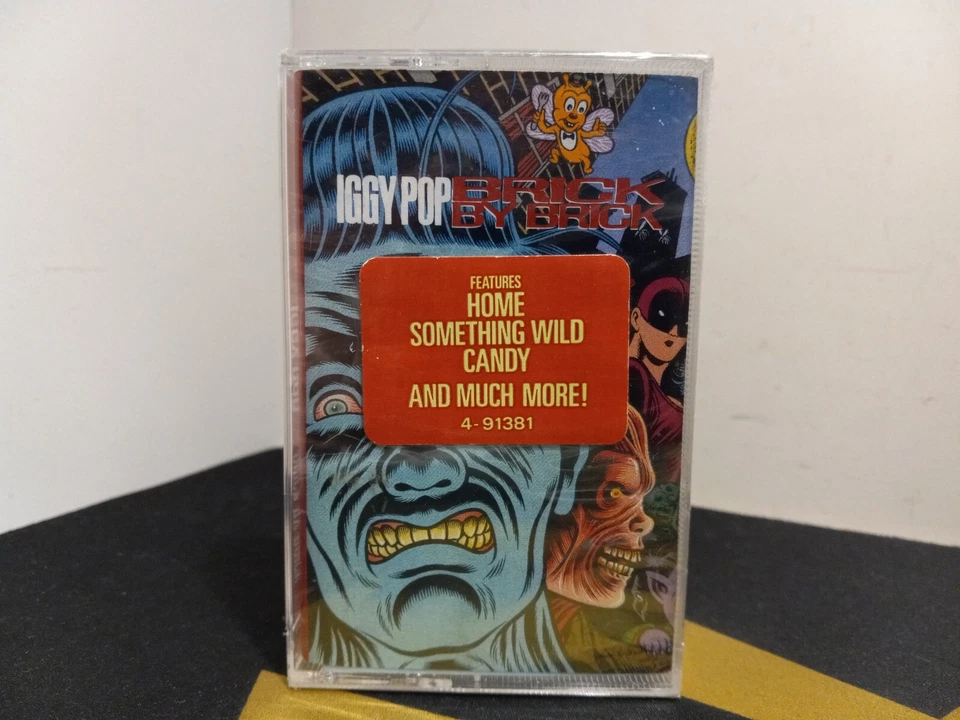 IGGY POP BRICK
BY BRICK
FEATURES
HOME
SOMETHING WILD
CANDY
AND MUCH MORE!
4-91381